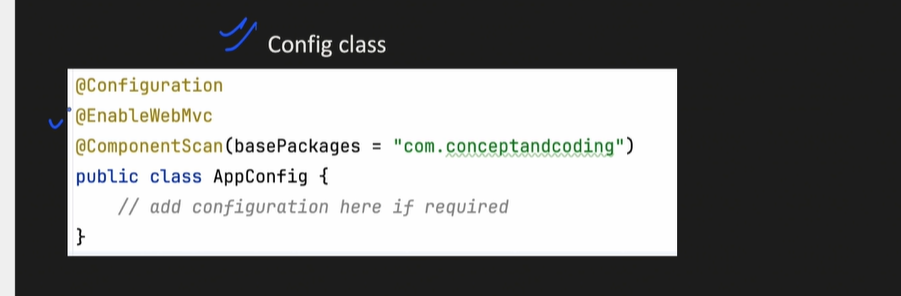 Config class
@Configuration
@EnableWebMvc
@ComponentScan(basePackages = "com.conceptandcoding")
public class AppConfig {
// add configuration here if required
}